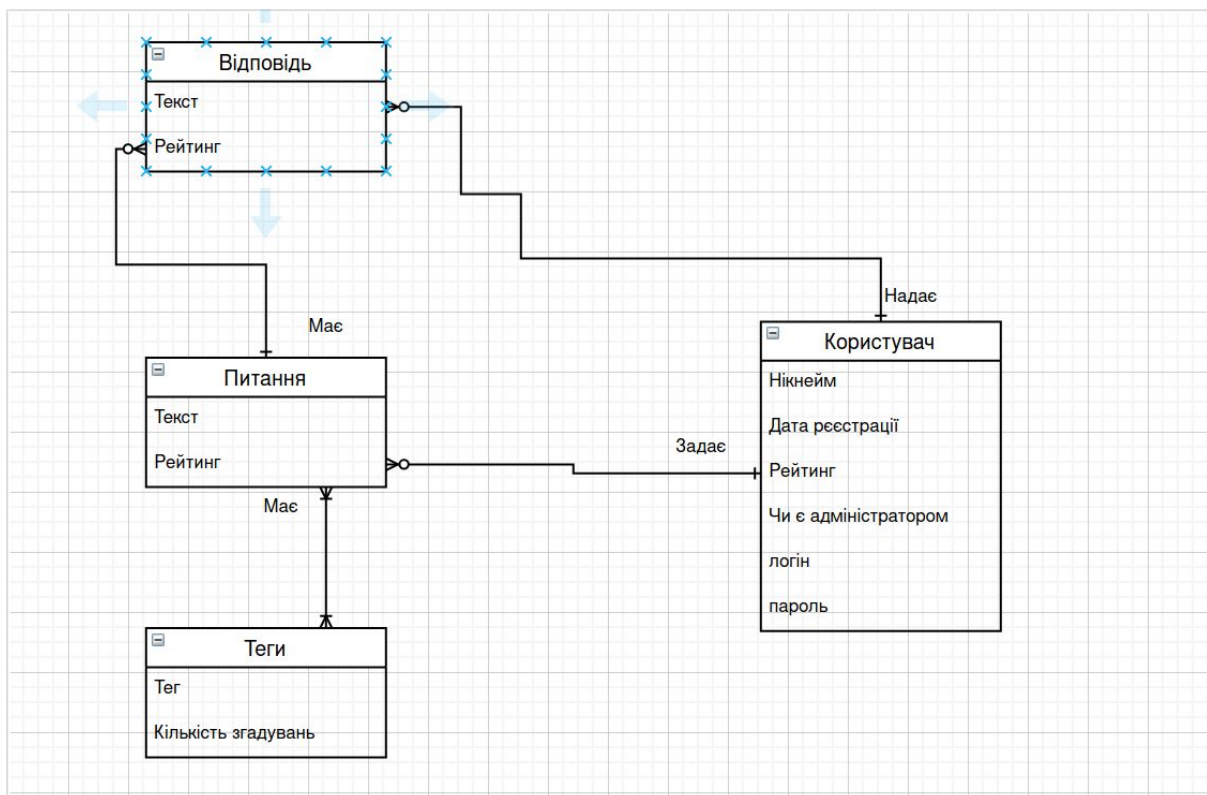 Відповідь
Текст
Рейтинг
Надає
Має
Користувач
Питання
Нікнейм
Текст
Дата рєєстрації
Задає
Рейтинг
Рейтинг
Має
Чи є адміністратором
логін
пароль
Теги
Тег
Кількість згадувань